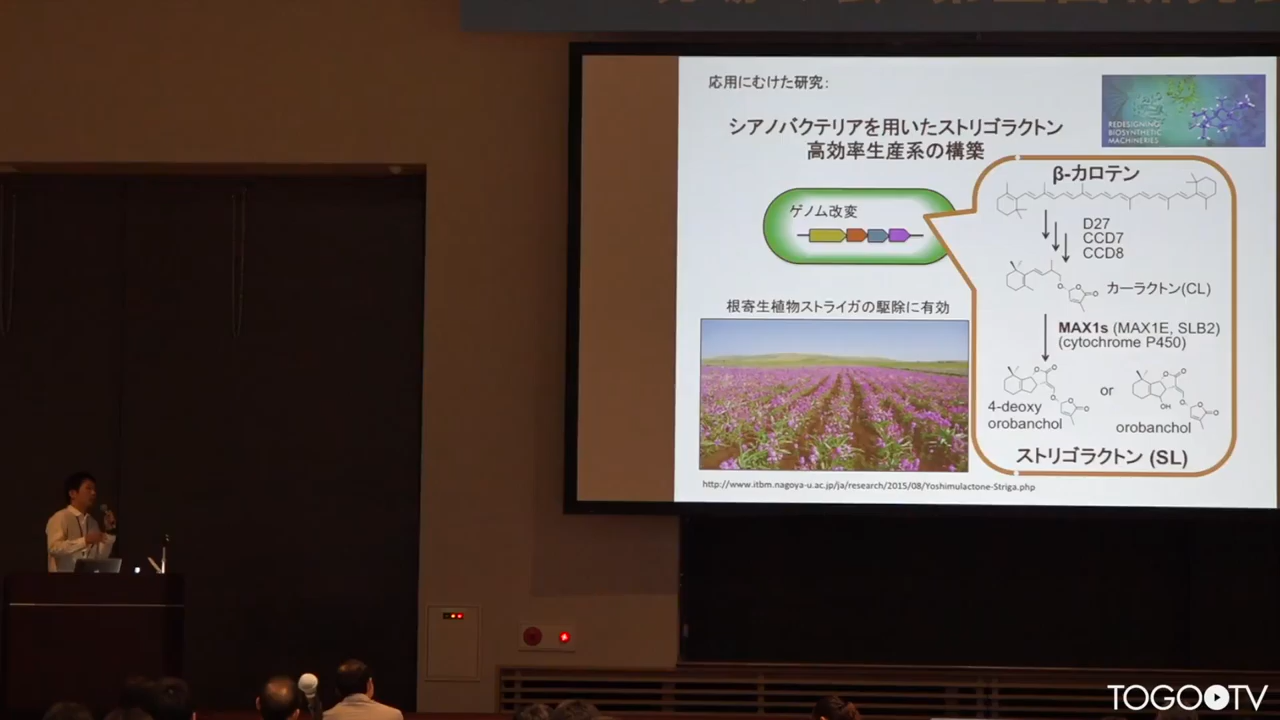 応用にむけた研究:
シアノバクテリアを用いたストリゴラクトン
高効率生産系の構築
REDESIGNING
BIOSYNTHETIC
MACHINERIES
ゲノム改変
β-カロテン
D27
CCD7
CCD8
カーラクトン(CL)
MAX1s (MAX1E, SLB2)
(cytochrome P450)
4-deoxy
orobanchol
or
orobanchol
ストリゴラクトン (SL)
根寄生植物ストライガの駆除に有効
http://www.itbm.nagoya-u.ac.jp/ja/research/2015/08/Yoshimulactone-Striga.php
TOGOTV